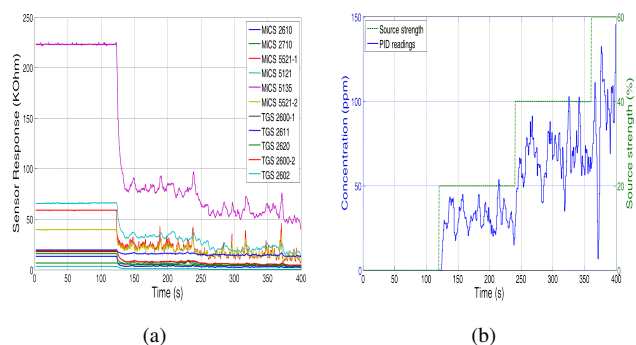 Sensor Response (KOhm)
250
200
150
100
50
0
0 50 100 150 200 250 300 350 400
Time (s)
MiCS 2610
MiCS 2710
MiCS 5521-1
MiCS 5121
MiCS 5135
MiCS 5521-2
TGS 2600-1
TGS 2611
TGS 2620
TGS 2600-2
TGS 2602
(a)
Concentration (ppm)
150
100
50
0
0 50 100 150 200 250 300 350 400
Time (s)
Source strength
PID readings
60
40
20
0
Source strength (%)
(b)